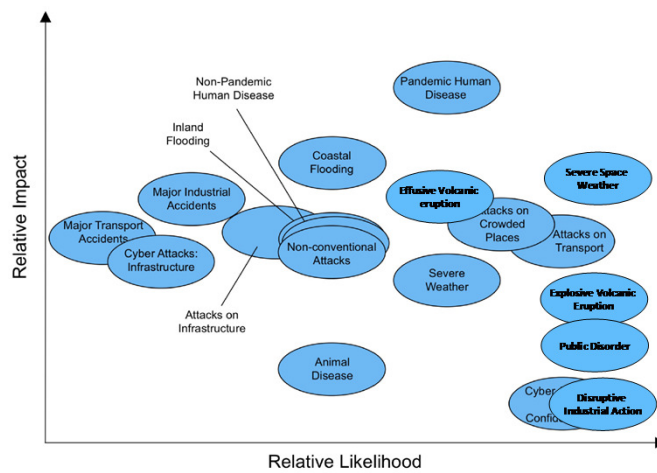 Non-Pandemic
Human Disease
Pandemic Human
Disease
Inland
Flooding
Coastal
Flooding
Severe Space
Weather
Major Industrial
Accidents
Effusive Volcanic
eruption
Attacks on
Crowded
Places
Major Transport
Accidents
Attacks on
Transport
Non-conventional
Attacks
Cyber Attacks:
Infrastructure
Severe
Weather
Explosive Volcanic
Eruption
Attacks on
Infrastructure
Public Disorder
Animal
Disease
Cyber
Disruptive
Industrial Action
Relative Impact
Relative Likelihood